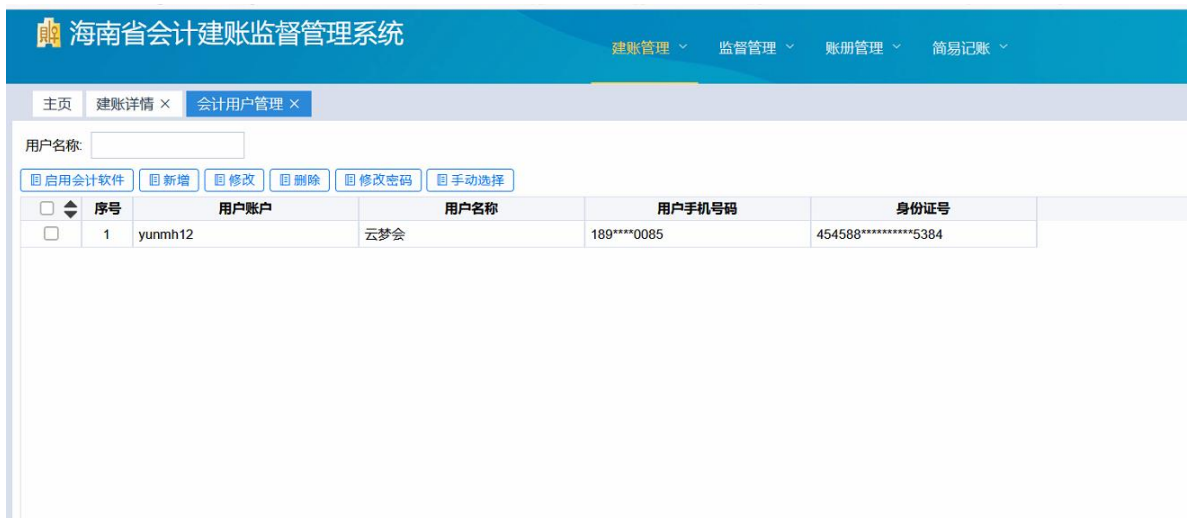 海南省会计建账监督管理系统
建账管理 监督管理 账册管理 简易记账
主页 建账详情 × 会计用户管理 ×
用户名称:
启用会计软件 新增 修改 删除 修改密码 手动选择
序号 用户账户 用户名称 用户手机号码 身份证号
1 yunmh12 云梦会 189****0085 454588**********5384